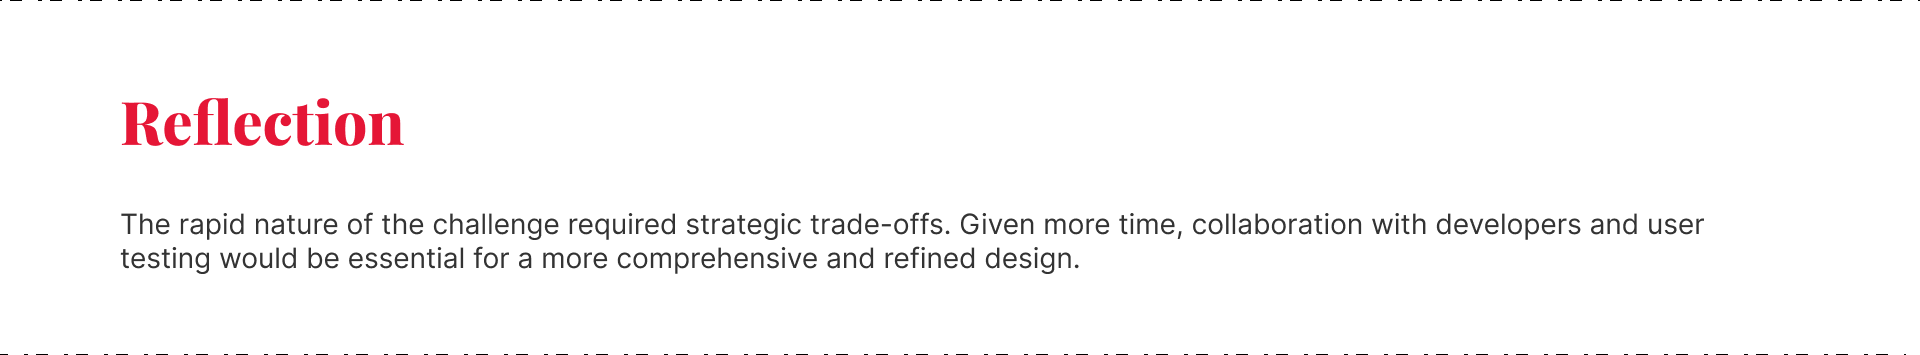 Reflection
The rapid nature of the challenge required strategic trade-offs. Given more time, collaboration with developers and user
testing would be essential for a more comprehensive and refined design.